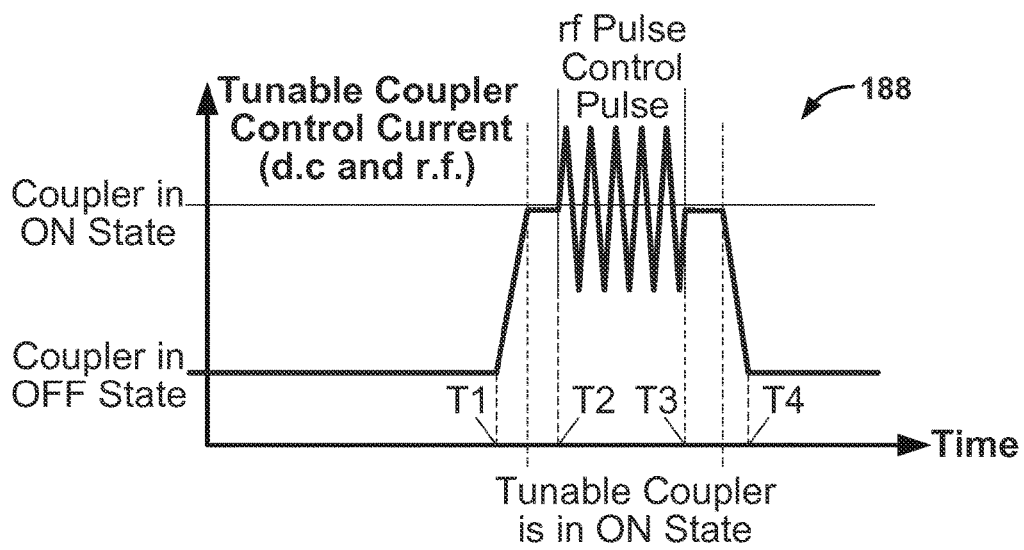 rf Pulse
Control
Pulse
188
Tunable Coupler
Control Current
(d.c and r.f.)
Coupler in
ON State
Coupler in
OFF State
T1
T2
T3
T4
Time
Tunable Coupler
is in ON State